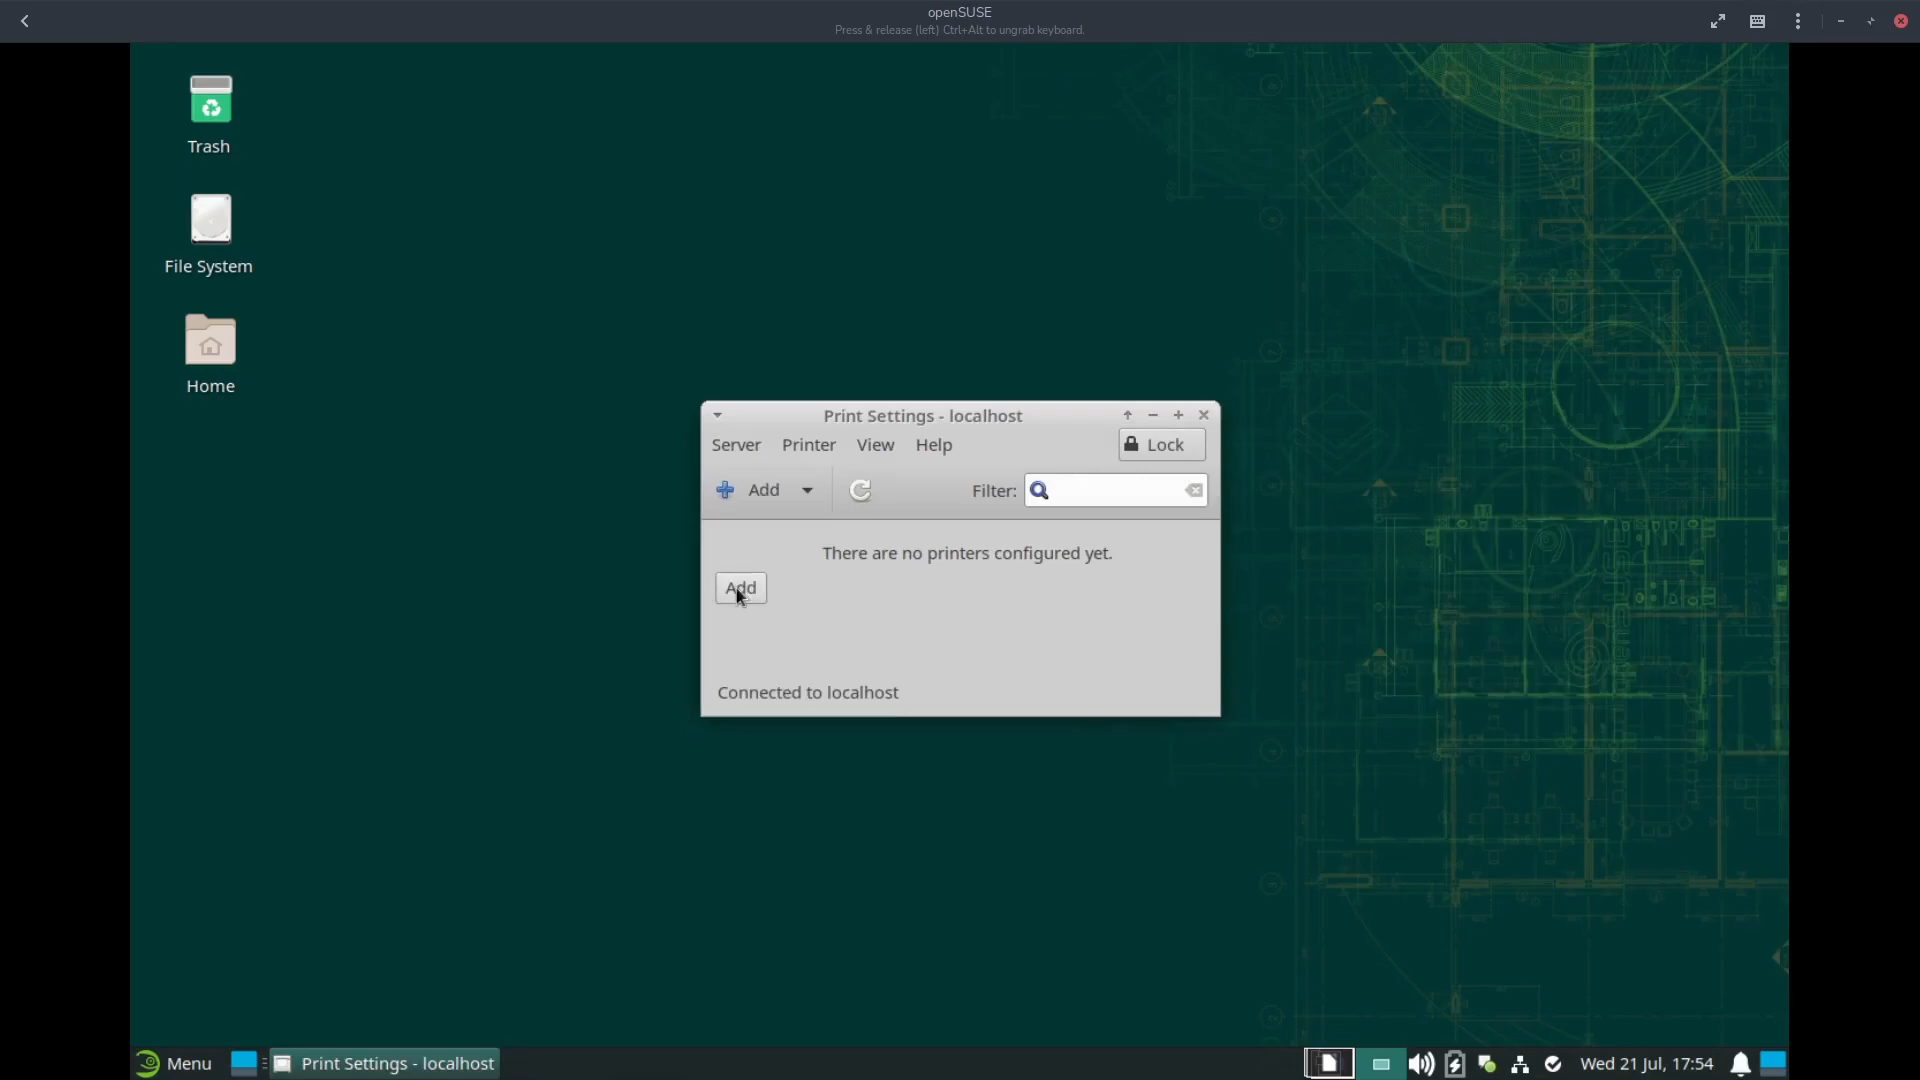 openSUSE
Press & release (left) Ctrl+Alt to ungrab keyboard.
Trash
File System
Home
Print Settings - localhost
Server Printer View Help Lock
Add Filter:
There are no printers configured yet.
Add
Connected to localhost
Menu Print Settings - localhost Wed 21 Jul, 17:54